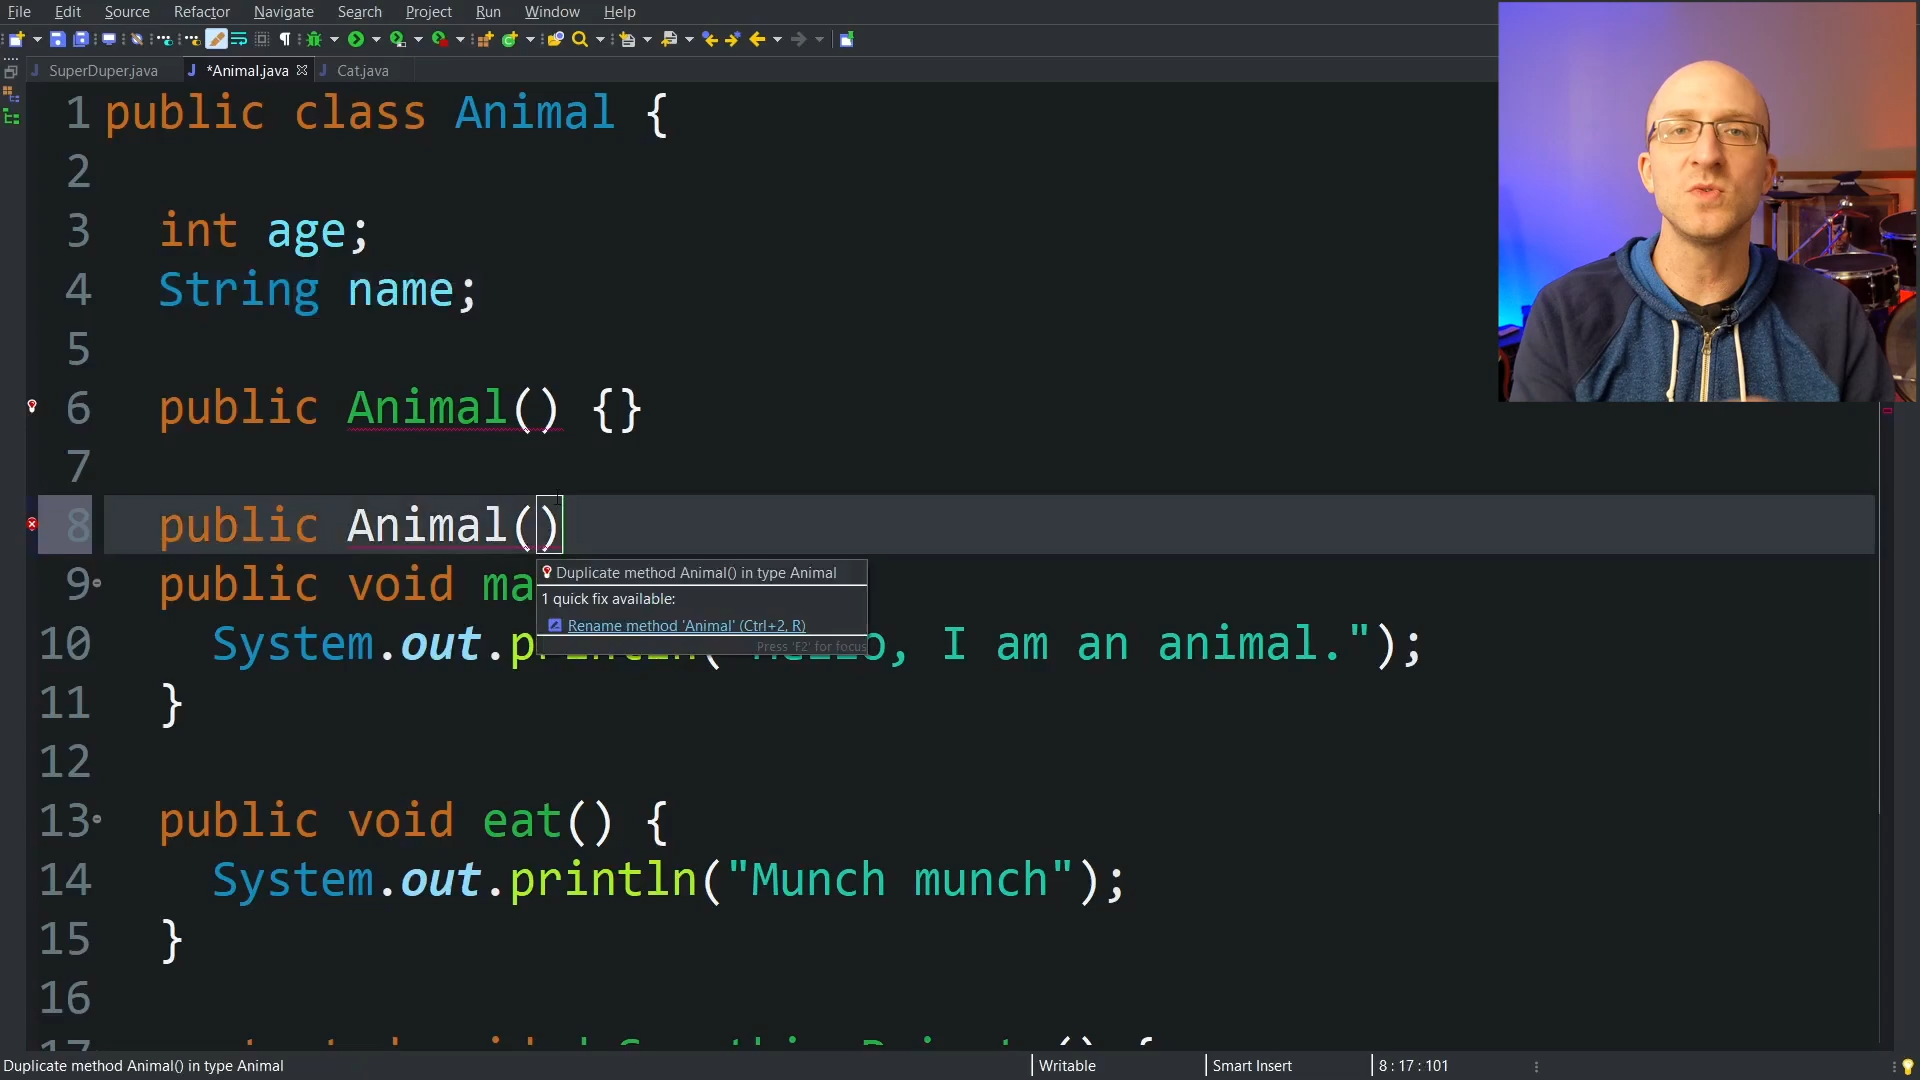 File Edit Source Refactor Navigate Search Project Run Window Help
SuperDuper.java *Animal.java Cat.java
1 public class Animal {
2
3 int age;
4 String name;
5
6 public Animal() {}
7
8 public Animal()
Duplicate method Animal() in type Animal
9 public void ma
1 quick fix available:
Rename method 'Animal' (Ctrl+2, R)
10 System.out.println("Hello, I am an animal.");
Press 'F2' for focus
11 }
12
13 public void eat() {
14 System.out.println("Munch munch");
15 }
16
17
Duplicate method Animal() in type Animal Writable Smart Insert 8 : 17 : 101